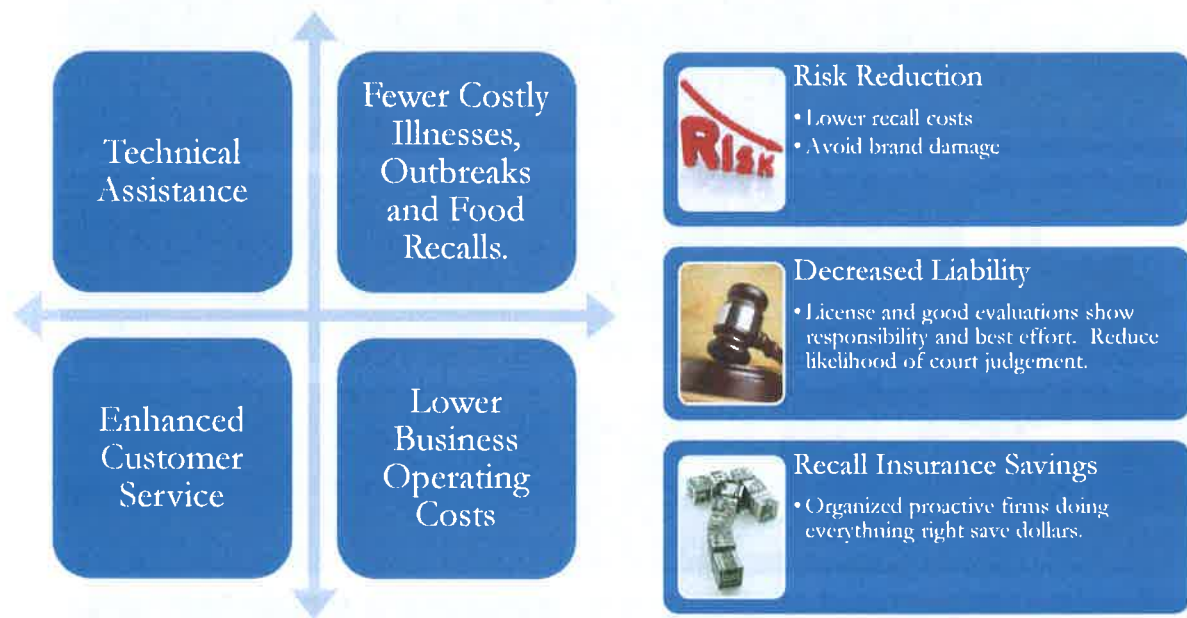 Technical
Assistance
Fewer Costly
Illnesses,
Outbreaks
and Food
Recalls.
Enhanced
Customer
Service
Lower
Business
Operating
Costs
RISK
Risk Reduction
• Lower recall costs
• Avoid brand damage
Decreased Liability
• License and good evaluations show
responsibility and best effort. Reduce
likelihood of court judgement.
Recall Insurance Savings
• Organized proactive firms doing
everythning right save dollars.